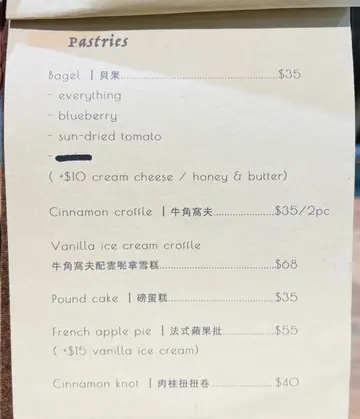 Pastries
Bagel | 貝果..............................$35
- everything
- blueberry
- sun-dried tomato
-
( +$10 cream cheese / honey & butter)
Cinnamon croffle | 牛角窩夫...............$35/2pc
Vanilla ice cream croffle
牛角窩夫配雲呢拿雪糕............................$68
Pound cake | 磅蛋糕..........................$35
French apple pie | 法式蘋果批.............$55
( +$15 vanilla ice cream)
Cinnamon knot | 肉桂扭扭卷................$40